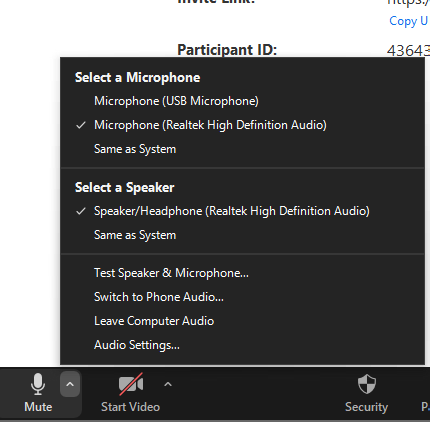 Invite Link:
Copy U
Participant ID: 43643
Select a Microphone
Microphone (USB Microphone)
Microphone (Realtek High Definition Audio)
Same as System
Select a Speaker
Speaker/Headphone (Realtek High Definition Audio)
Same as System
Test Speaker & Microphone...
Switch to Phone Audio...
Leave Computer Audio
Audio Settings...
Mute Start Video Security